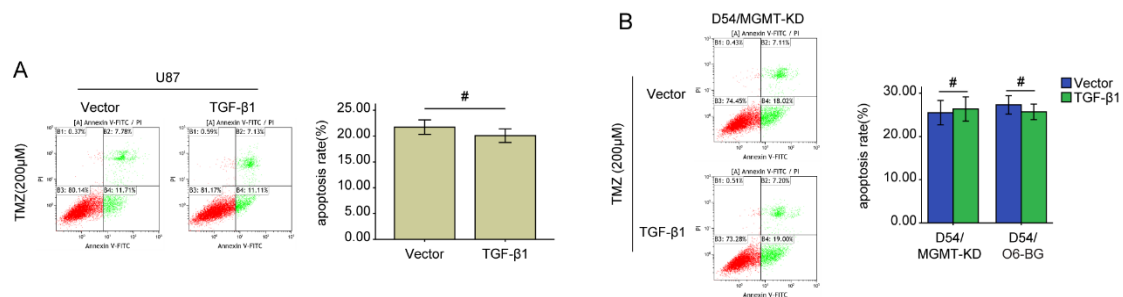 A
U87
Vector
TGF-β1
TMZ(200μM)
[A] Annexin V-FITC / PI
B1: 0.37%
B2: 7.78%
B3: 80.14%
B4: 11.71%
PI
Annexin V-FITC
[A] Annexin V-FITC / PI
B1: 0.59%
B2: 7.13%
B3: 81.17%
B4: 11.11%
PI
Annexin V-FITC
#
apoptosis rate(%)
25.00
20.00
15.00
10.00
5.00
0.00
Vector
TGF-β1
B
D54/MGMT-KD
TMZ (200μM)
Vector
[A] Annexin V-FITC / PI
B1: 0.43%
B2: 7.11%
B3: 74.45%
B4: 18.02%
PI
Annexin V-FITC
TGF-β1
[A] Annexin V-FITC / PI
B1: 0.51%
B2: 7.20%
B3: 73.28%
B4: 19.00%
PI
Annexin V-FITC
#
#
Vector
TGF-β1
apoptosis rate(%)
30.00
20.00
10.00
0.00
D54/
MGMT-KD
D54/
O6-BG